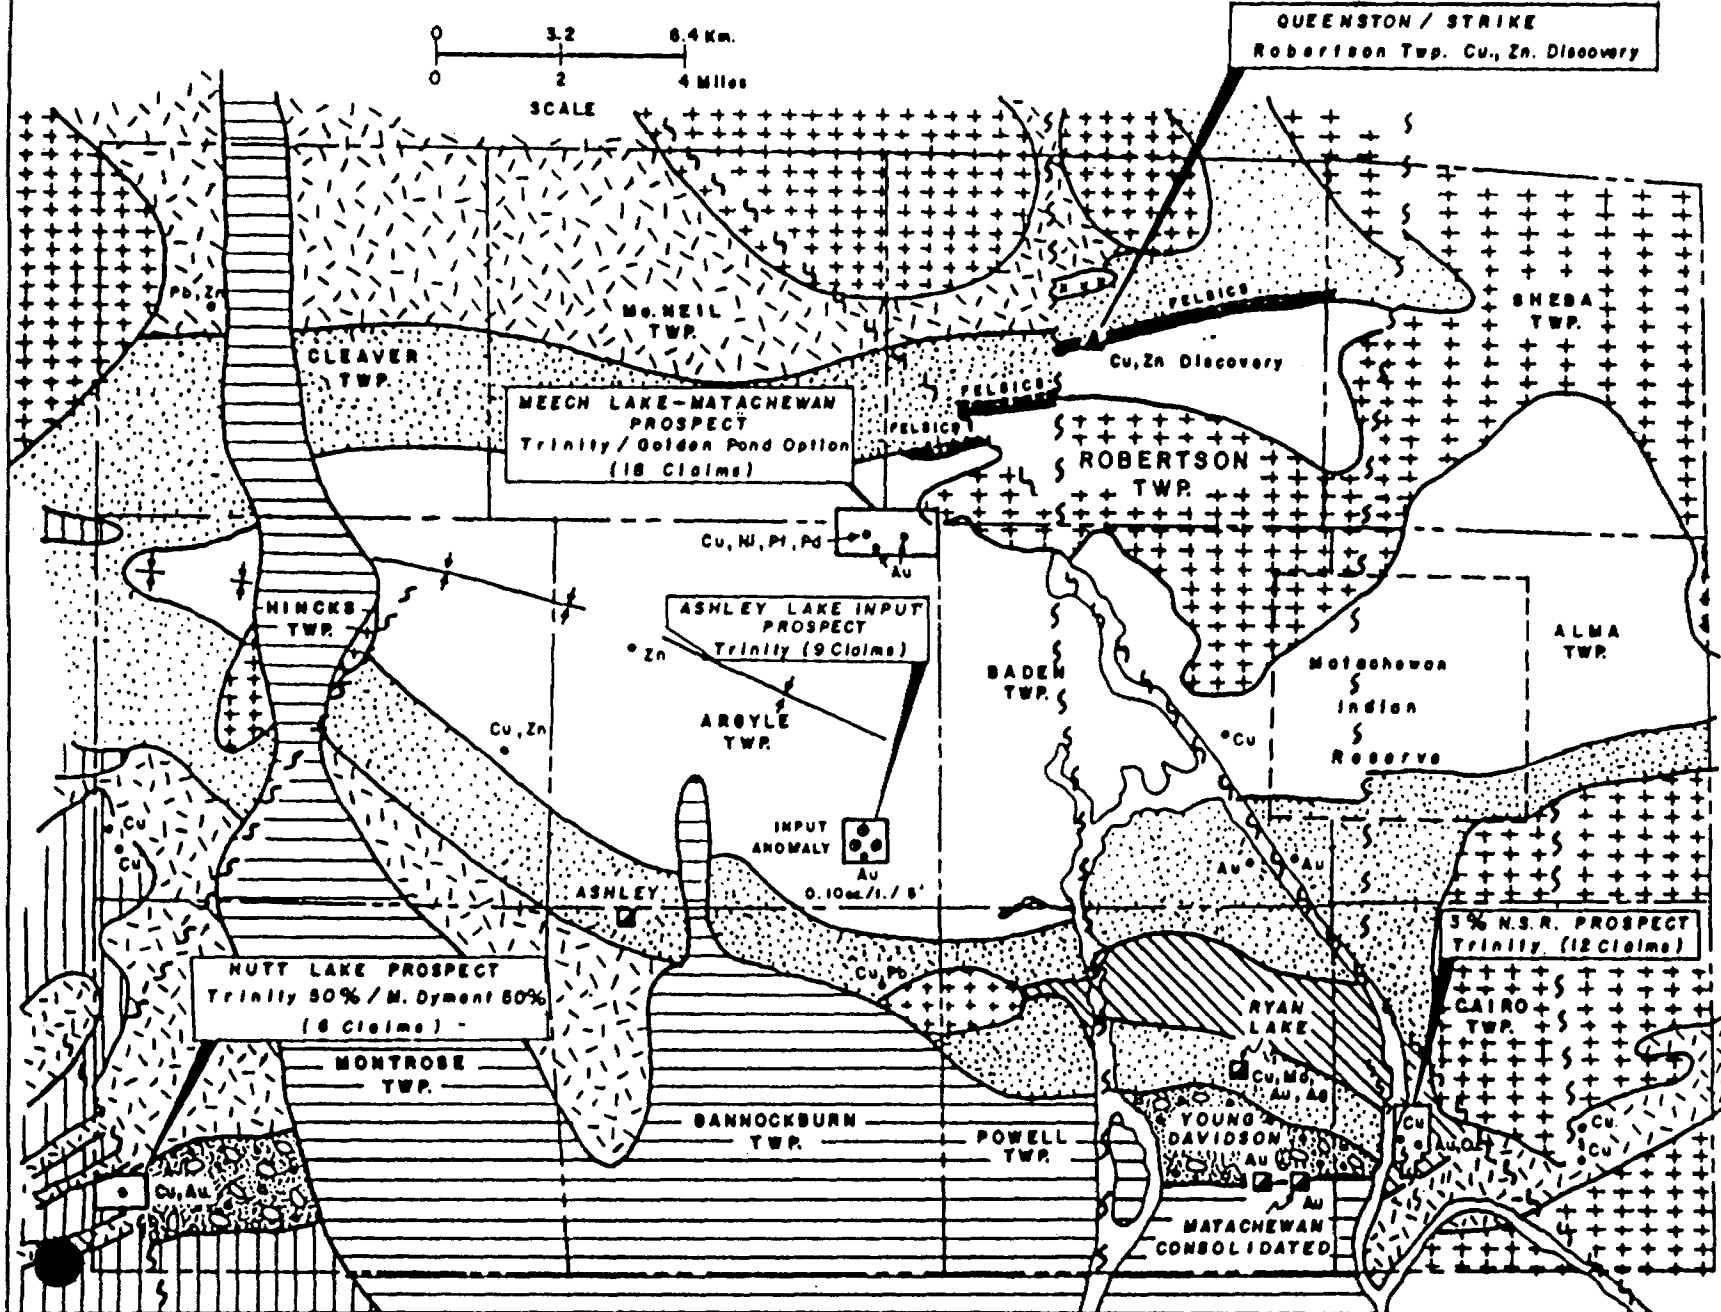 QUEENSTON / STRIKE
Robertson Twp. Cu., Zn. Discovery
0 3.2 6.4 Km.
0 2 4 Miles
SCALE
Pb, Zn
Mc.NEIL
TWP.
FELSICS
SHEBA
TWP.
CLEAVER
TWP.
Cu, Zn Discovery
FELSICS
MEECH LAKE-MATACHEWAN
PROSPECT
Trinity / Golden Pond Option
(18 Claims)
FELSICS
ROBERTSON
TWP.
Cu, Ni, Pt, Pd
Au
HINCKS
TWP.
ASHLEY LAKE INPUT
PROSPECT
Trinity (9 Claims)
Zn
BADEN
TWP.
ALMA
TWP.
Matachewan
Indian
Reserve
ARGYLE
TWP.
Cu, Zn
Cu
Cu
Cu
INPUT
ANOMALY
Au
0.10oz/t./5'
Au
Au
ASHLEY
3% N.S.R. PROSPECT
Trinity (12 Claims)
HUTT LAKE PROSPECT
Trinity 50% / M. Dyment 50%
(6 Claims) -
Cu, Pb
RYAN
LAKE
CAIRO
TWP.
MONTROSE
TWP.
Cu, Mo,
Au, Ag
BANNOCKBURN
TWP.
POWELL
TWP.
YOUNG
DAVIDSON
Au
Cu
Cu
Cu
Au
Cu, Au
Au
MATACHEWAN
CONSOLIDATED